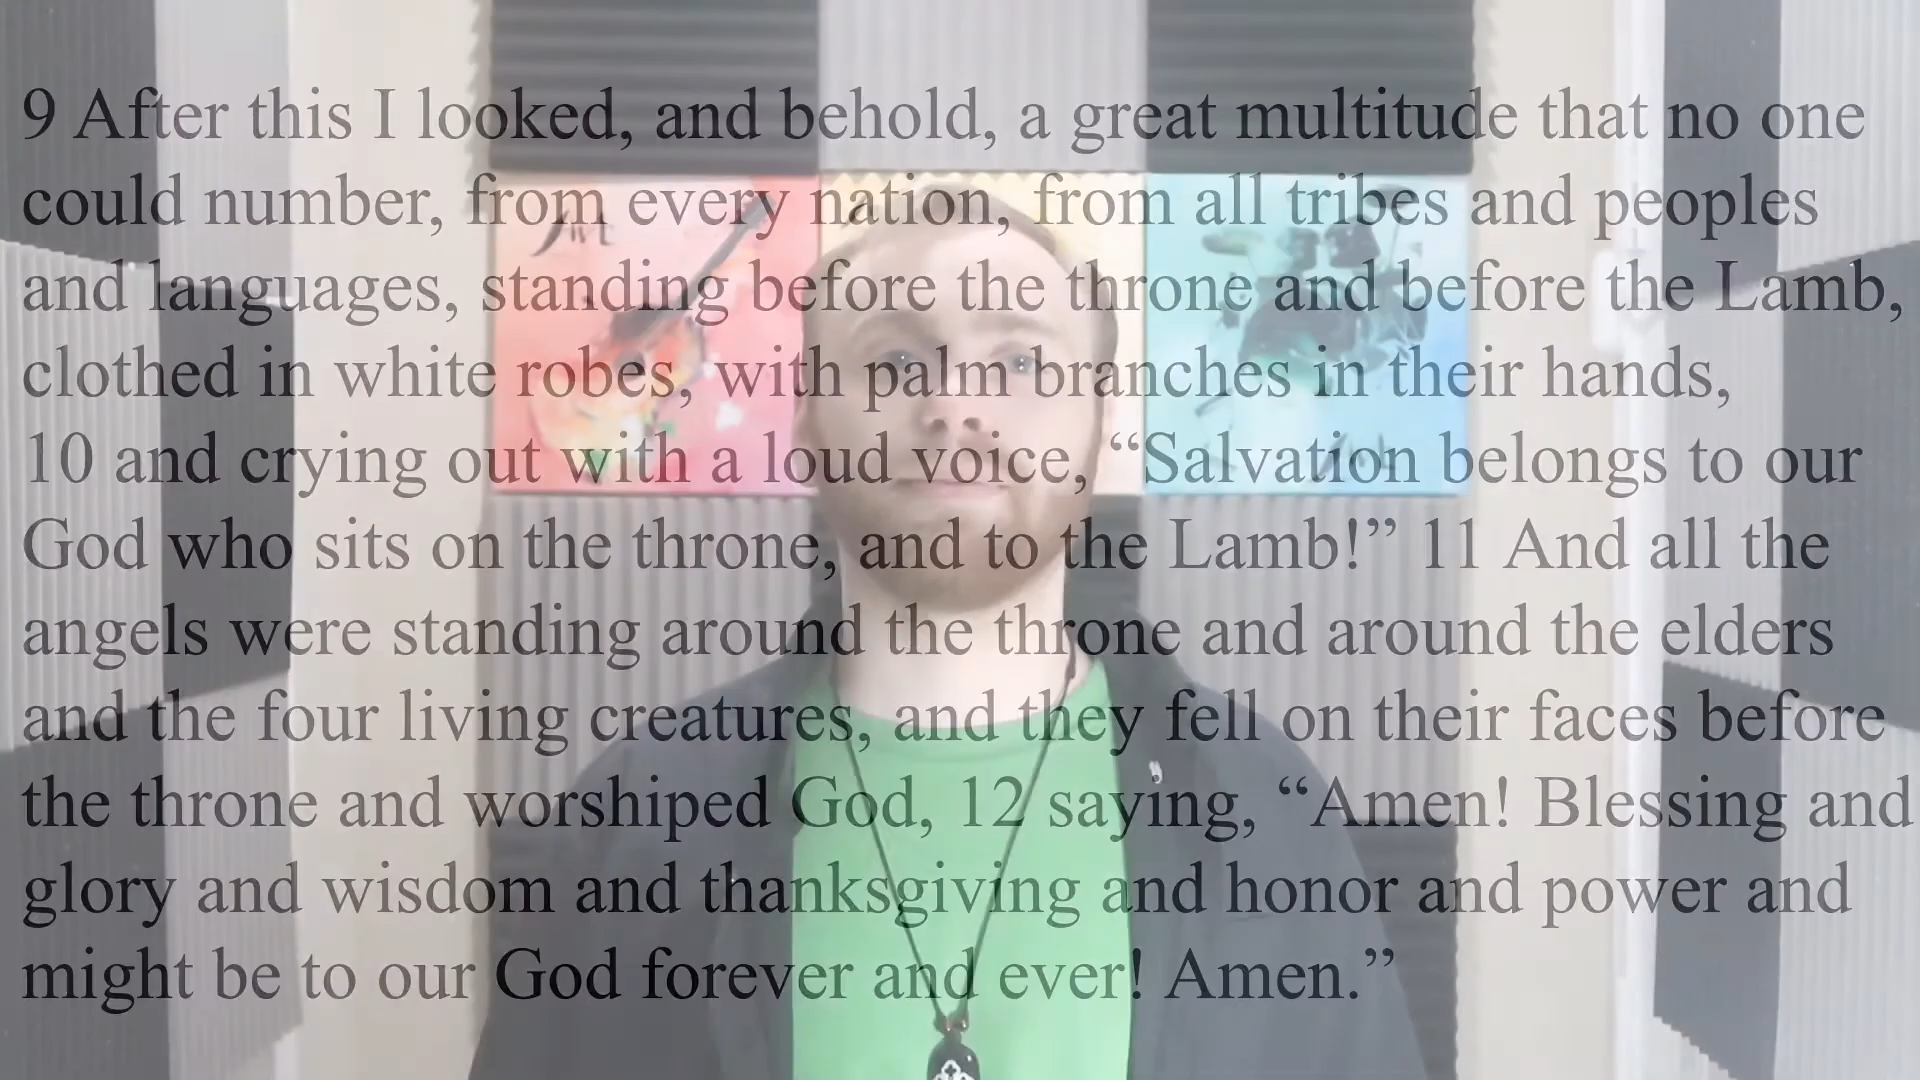 9 After this I looked, and behold, a great multitude that no one
could number, from every nation, from all tribes and peoples
and languages, standing before the throne and before the Lamb,
clothed in white robes, with palm branches in their hands,
10 and crying out with a loud voice, “Salvation belongs to our
God who sits on the throne, and to the Lamb!” 11 And all the
angels were standing around the throne and around the elders
and the four living creatures, and they fell on their faces before
the throne and worshiped God, 12 saying, “Amen! Blessing and
glory and wisdom and thanksgiving and honor and power and
might be to our God forever and ever! Amen.”